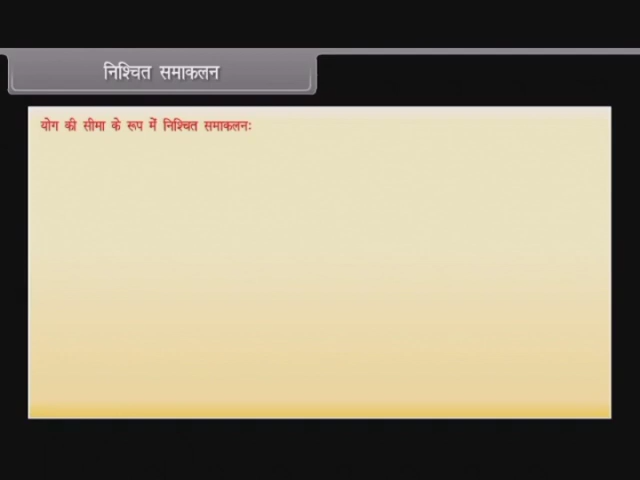 निश्चित समाकलन
योग की सीमा के रूप में निश्चित समाकलनः